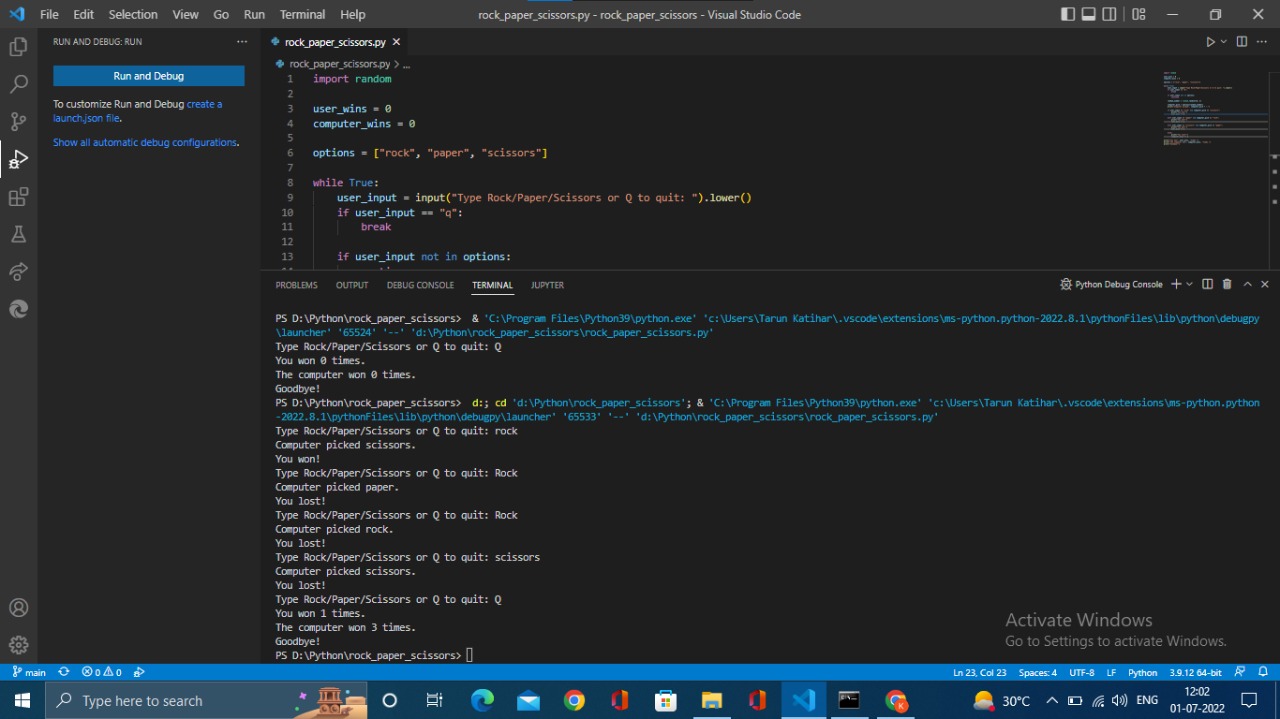 File Edit Selection View Go Run Terminal Help
rock_paper_scissors.py - rock_paper_scissors - Visual Studio Code
RUN AND DEBUG: RUN
Run and Debug
To customize Run and Debug create a
launch.json file.
Show all automatic debug configurations.
rock_paper_scissors.py
rock_paper_scissors.py > ...
1 import random
2
3 user_wins = 0
4 computer_wins = 0
5
6 options = ["rock", "paper", "scissors"]
7
8 while True:
9 user_input = input("Type Rock/Paper/Scissors or Q to quit: ").lower()
10 if user_input == "q":
11 break
12
13 if user_input not in options:
PROBLEMS OUTPUT DEBUG CONSOLE TERMINAL JUPYTER
Python Debug Console
PS D:\Python\rock_paper_scissors> & 'C:\Program Files\Python39\python.exe' 'c:\Users\Tarun Katihar\.vscode\extensions\ms-python.python-2022.8.1\pythonFiles\lib\python\debugpy
\launcher' '65524' '--' 'd:\Python\rock_paper_scissors\rock_paper_scissors.py'
Type Rock/Paper/Scissors or Q to quit: Q
You won 0 times.
The computer won 0 times.
Goodbye!
PS D:\Python\rock_paper_scissors> d:; cd 'd:\Python\rock_paper_scissors'; & 'C:\Program Files\Python39\python.exe' 'c:\Users\Tarun Katihar\.vscode\extensions\ms-python.python
-2022.8.1\pythonFiles\lib\python\debugpy\launcher' '65533' '--' 'd:\Python\rock_paper_scissors\rock_paper_scissors.py'
Type Rock/Paper/Scissors or Q to quit: rock
Computer picked scissors.
You won!
Type Rock/Paper/Scissors or Q to quit: Rock
Computer picked paper.
You lost!
Type Rock/Paper/Scissors or Q to quit: Rock
Computer picked rock.
You lost!
Type Rock/Paper/Scissors or Q to quit: scissors
Computer picked scissors.
You lost!
Type Rock/Paper/Scissors or Q to quit: Q
You won 1 times.
The computer won 3 times.
Goodbye!
PS D:\Python\rock_paper_scissors>
Activate Windows
Go to Settings to activate Windows.
main 0 0
Ln 23, Col 23 Spaces: 4 UTF-8 LF Python 3.9.12 64-bit
Type here to search
30°C ENG
12:02
01-07-2022